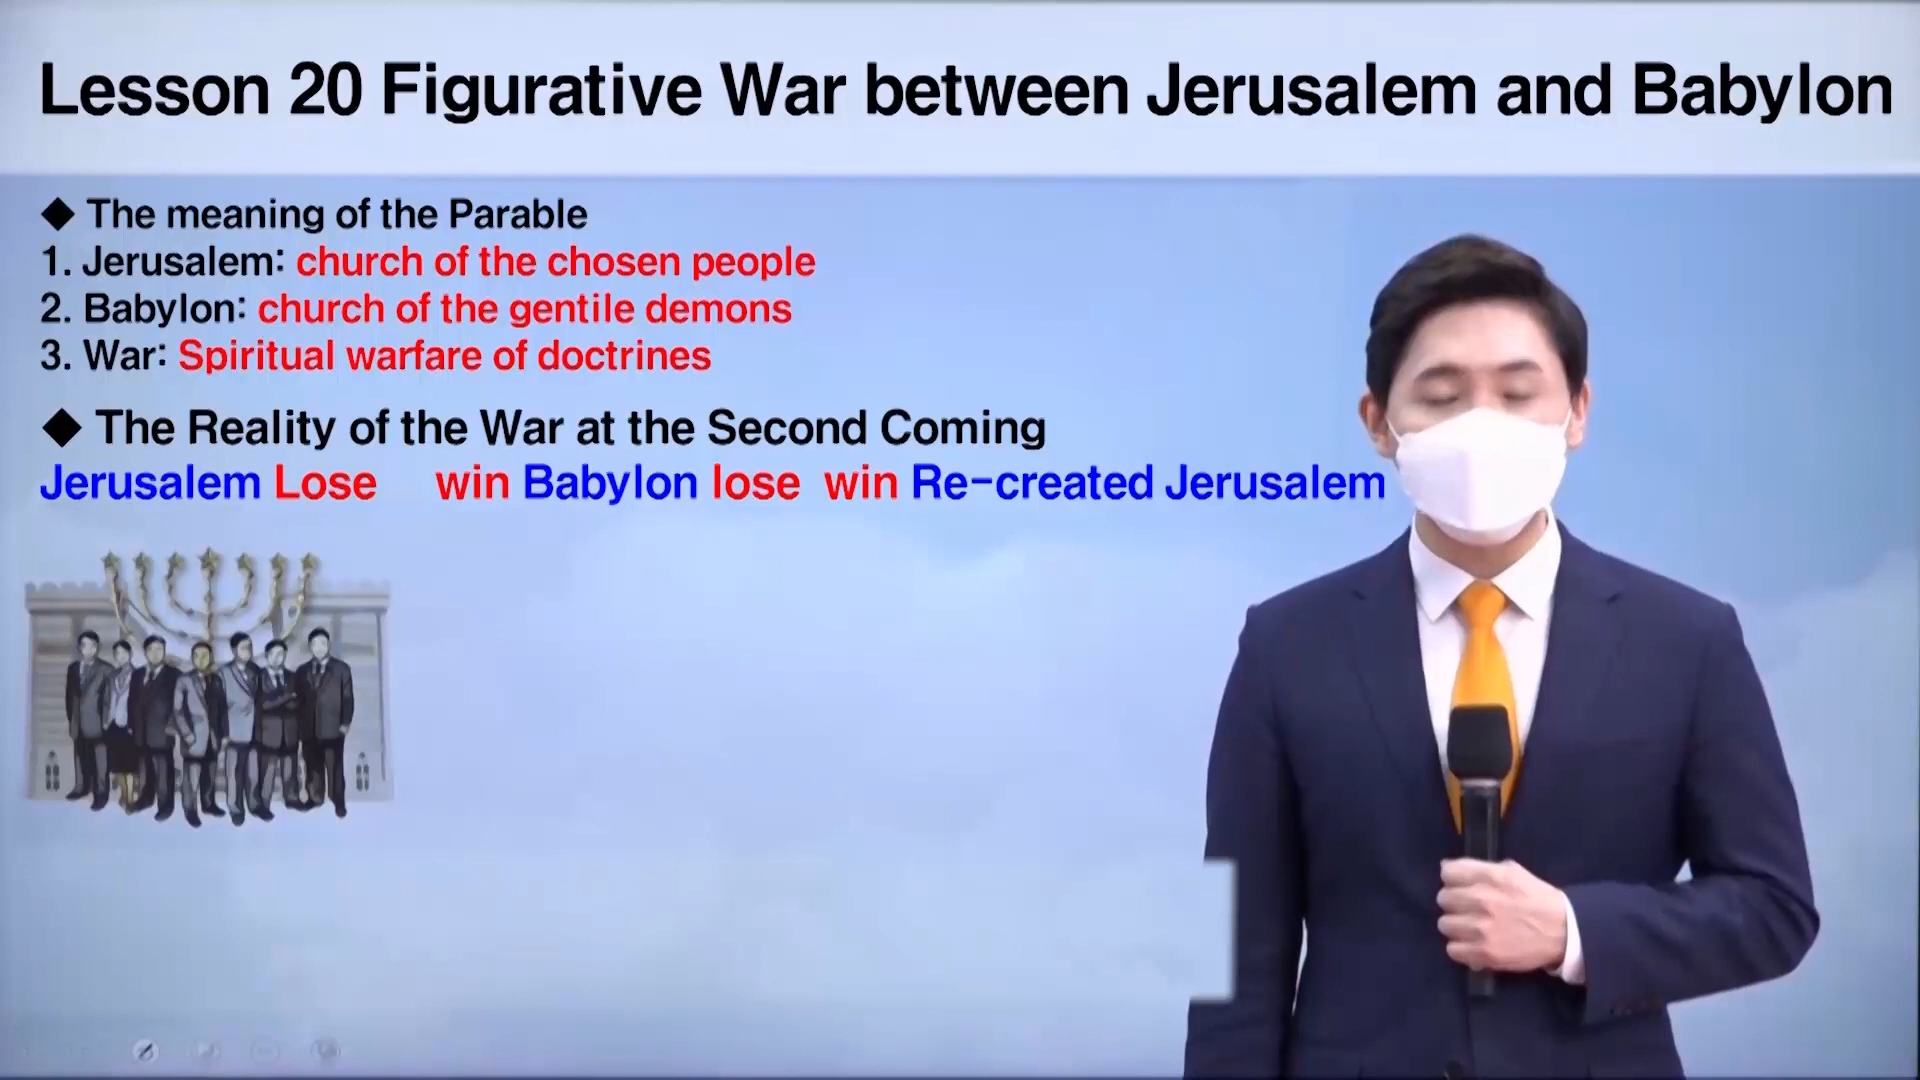 Lesson 20 Figurative War between Jerusalem and Babylon
◆ The meaning of the Parable
1. Jerusalem: church of the chosen people
2. Babylon: church of the gentile demons
3. War: Spiritual warfare of doctrines
◆ The Reality of the War at the Second Coming
Jerusalem Lose win Babylon lose win Re-created Jerusalem